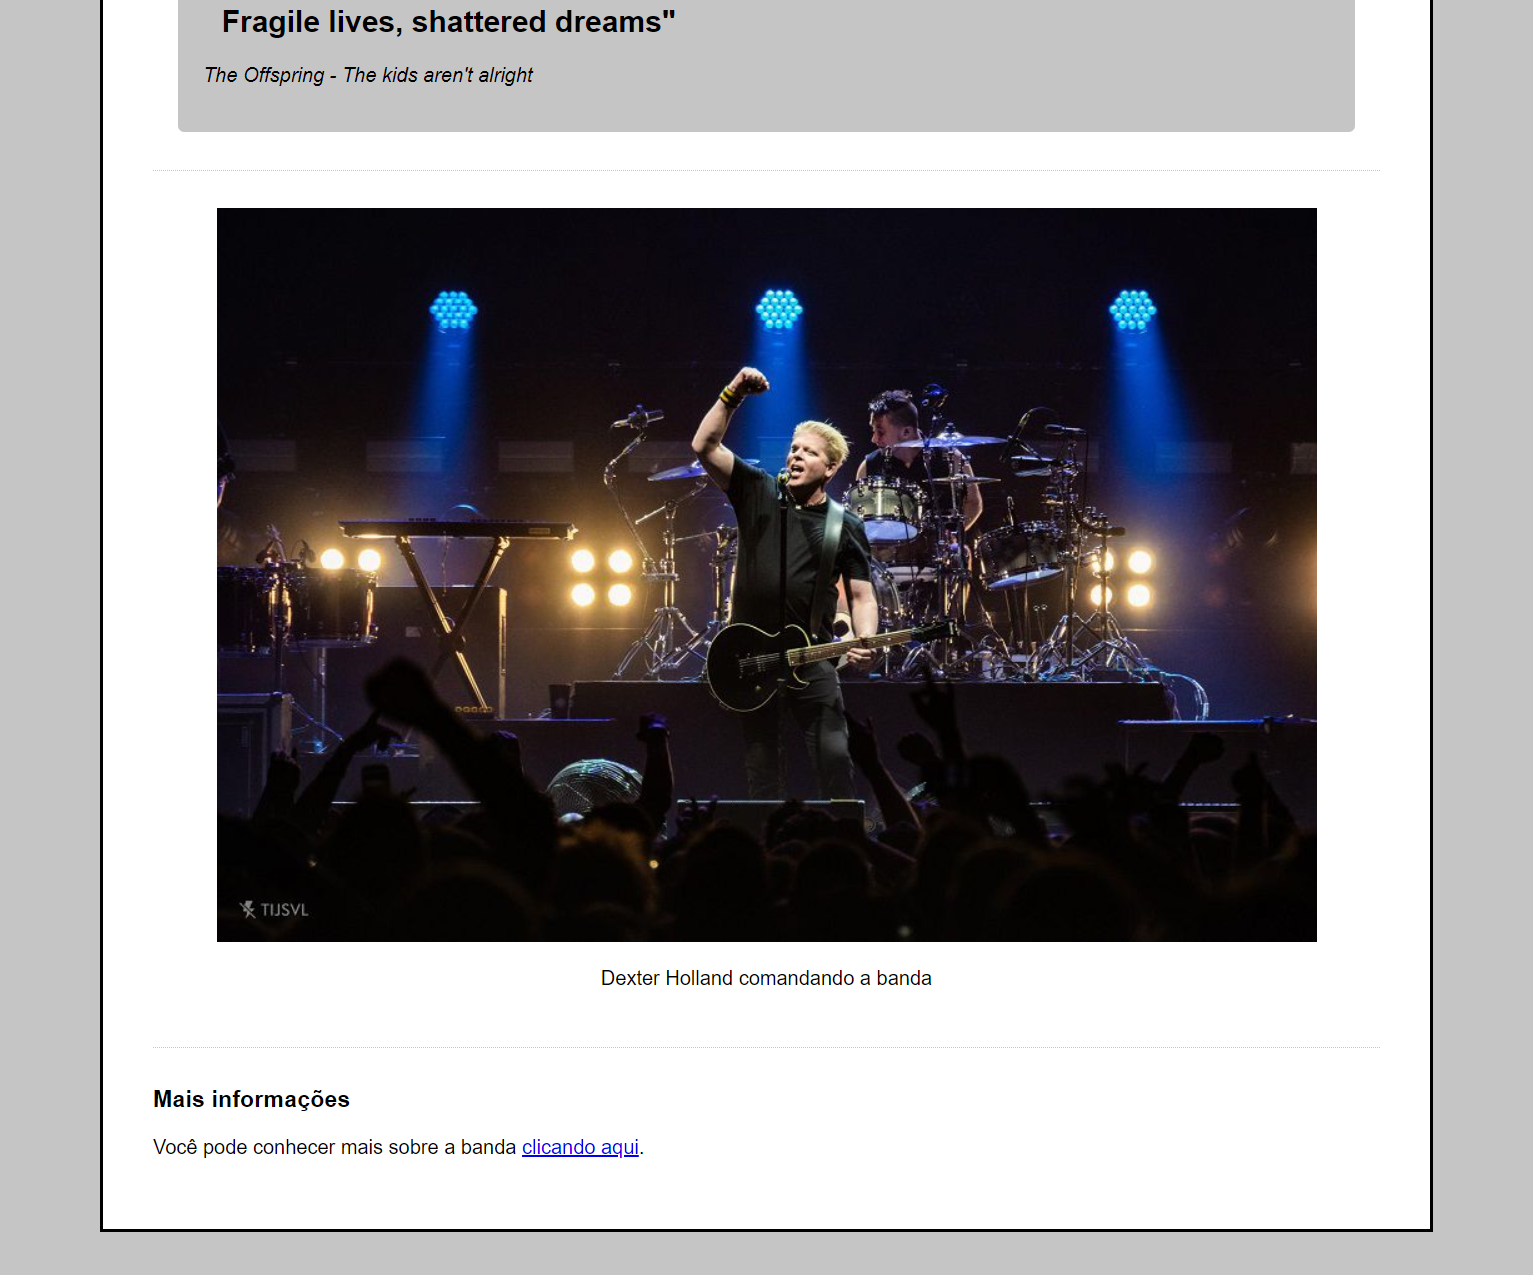 Fragile lives, shattered dreams"
The Offspring - The kids aren't alright
TIJSVL
Dexter Holland comandando a banda
Mais informações
Você pode conhecer mais sobre a banda clicando aqui.